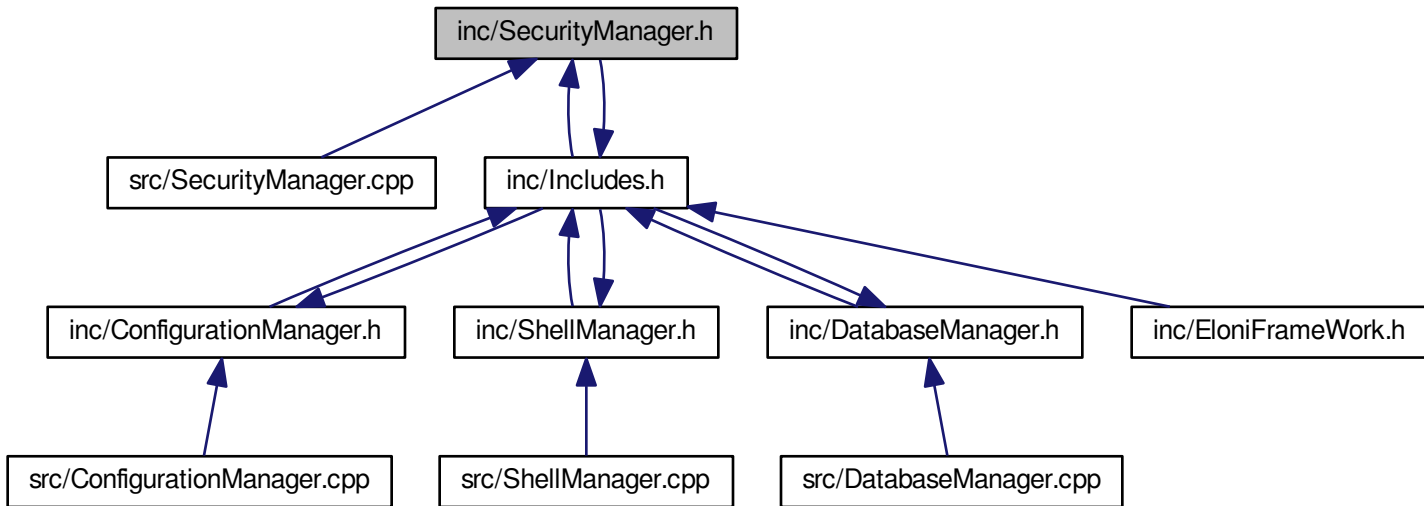 inc/SecurityManager.h
src/SecurityManager.cpp
inc/Includes.h
inc/ConfigurationManager.h
inc/ShellManager.h
inc/DatabaseManager.h
inc/EloniFrameWork.h
src/ConfigurationManager.cpp
src/ShellManager.cpp
src/DatabaseManager.cpp